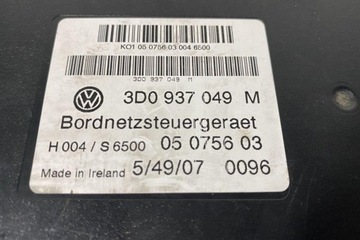 KO1 05 0756 03 004 6500
3D0 937 049 M
3D0 937 049 M
Bordnetzsteuergeraet
H 004 / S 6500 05 0756 03
Made in Ireland 5/49/07 0096